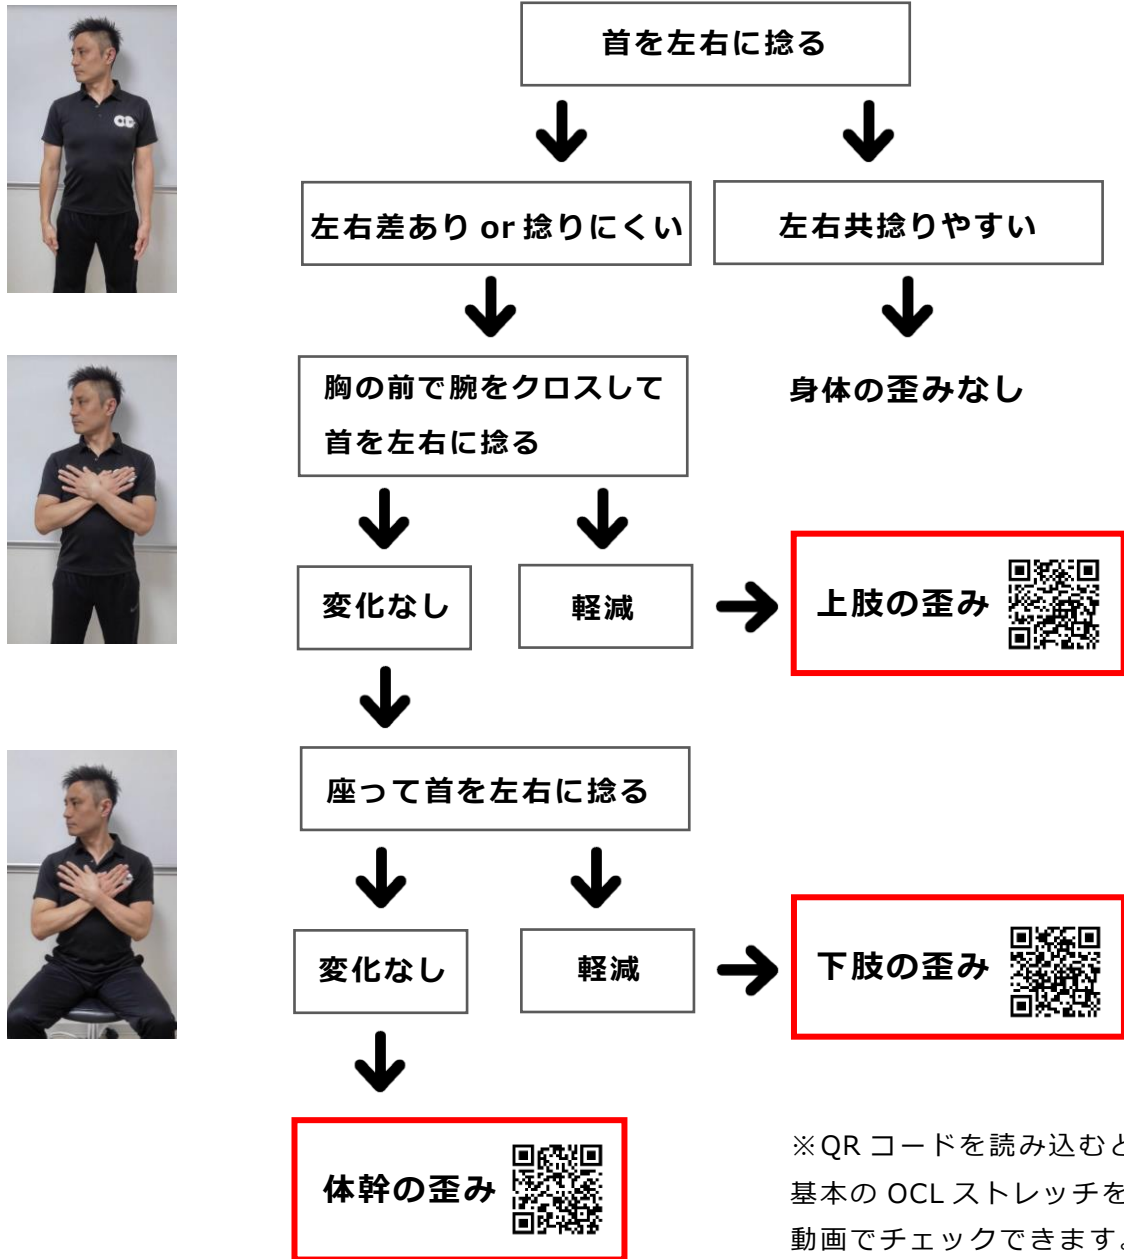 首を左右に捻る
左右差あり or 捻りにくい
左右共捻りやすい
胸の前で腕をクロスして
首を左右に捻る
身体の歪みなし
変化なし
軽減
上肢の歪み
座って首を左右に捻る
変化なし
軽減
下肢の歪み
体幹の歪み
※QR コードを読み込むと
基本の OCL ストレッチを
動画でチェックできます。